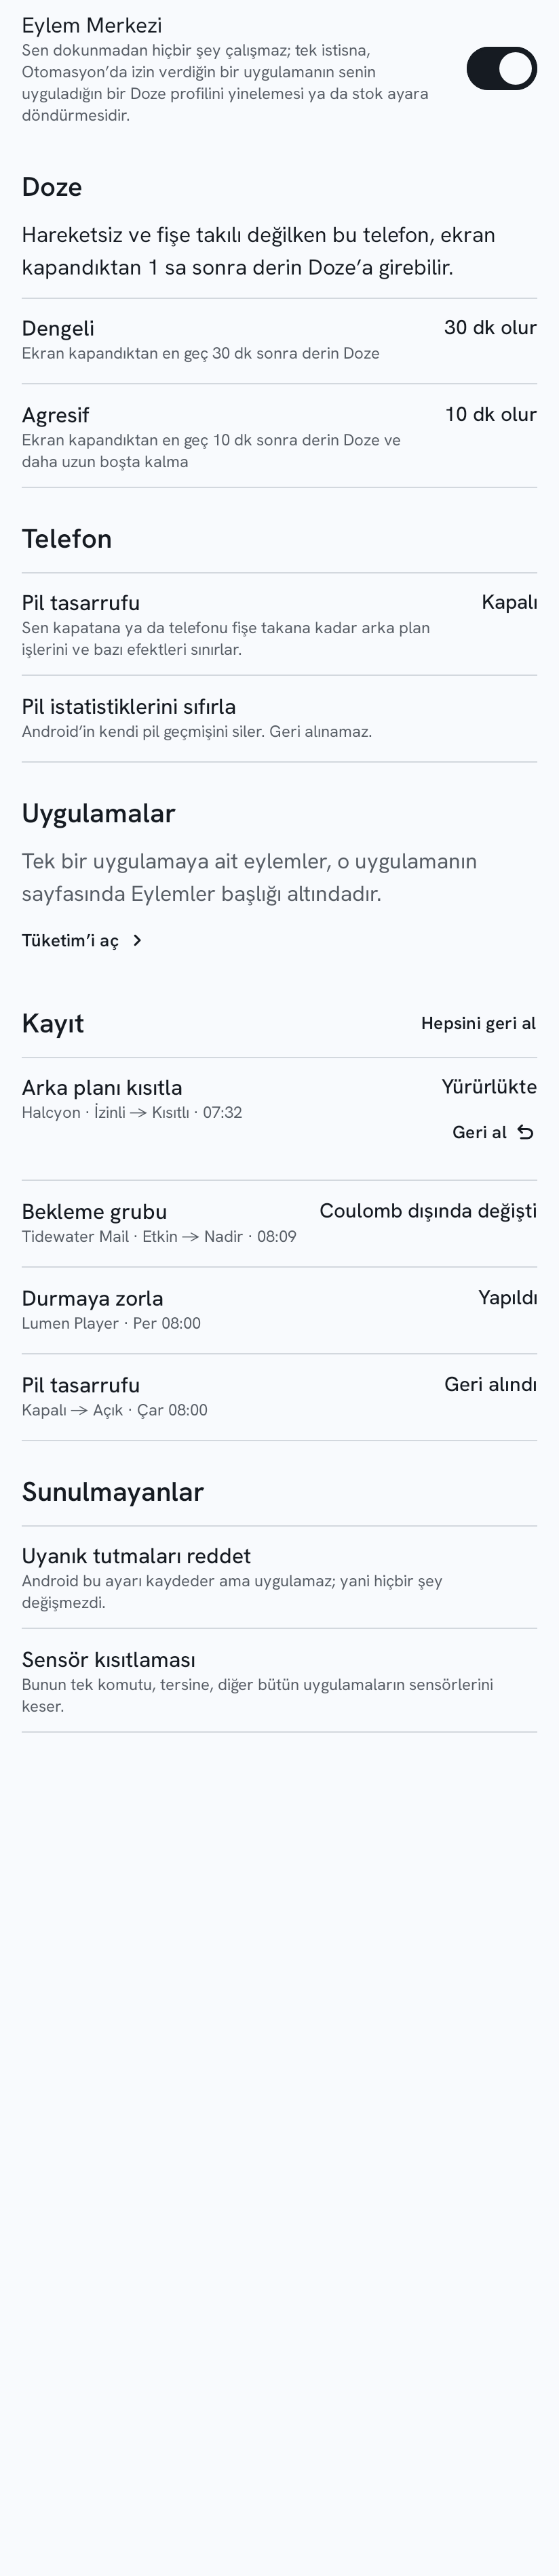 Eylem Merkezi
Sen dokunmadan hiçbir şey çalışmaz; tek istisna,
Otomasyon’da izin verdiğin bir uygulamanın senin
uyguladığın bir Doze profilini yinelemesi ya da stok ayara
döndürmesidir.
Doze
Hareketsiz ve fişe takılı değilken bu telefon, ekran
kapandıktan 1 sa sonra derin Doze’a girebilir.
Dengeli
30 dk olur
Ekran kapandıktan en geç 30 dk sonra derin Doze
Agresif
10 dk olur
Ekran kapandıktan en geç 10 dk sonra derin Doze ve
daha uzun boşta kalma
Telefon
Pil tasarrufu
Kapalı
Sen kapatana ya da telefonu fişe takana kadar arka plan
işlerini ve bazı efektleri sınırlar.
Pil istatistiklerini sıfırla
Android’in kendi pil geçmişini siler. Geri alınamaz.
Uygulamalar
Tek bir uygulamaya ait eylemler, o uygulamanın
sayfasında Eylemler başlığı altındadır.
Tüketim’i aç
Kayıt
Hepsini geri al
Arka planı kısıtla
Yürürlükte
Halcyon · İzinli → Kısıtlı · 07:32
Geri al
Bekleme grubu
Coulomb dışında değişti
Tidewater Mail · Etkin → Nadir · 08:09
Durmaya zorla
Yapıldı
Lumen Player · Per 08:00
Pil tasarrufu
Geri alındı
Kapalı → Açık · Çar 08:00
Sunulmayanlar
Uyanık tutmaları reddet
Android bu ayarı kaydeder ama uygulamaz; yani hiçbir şey
değişmezdi.
Sensör kısıtlaması
Bunun tek komutu, tersine, diğer bütün uygulamaların sensörlerini
keser.